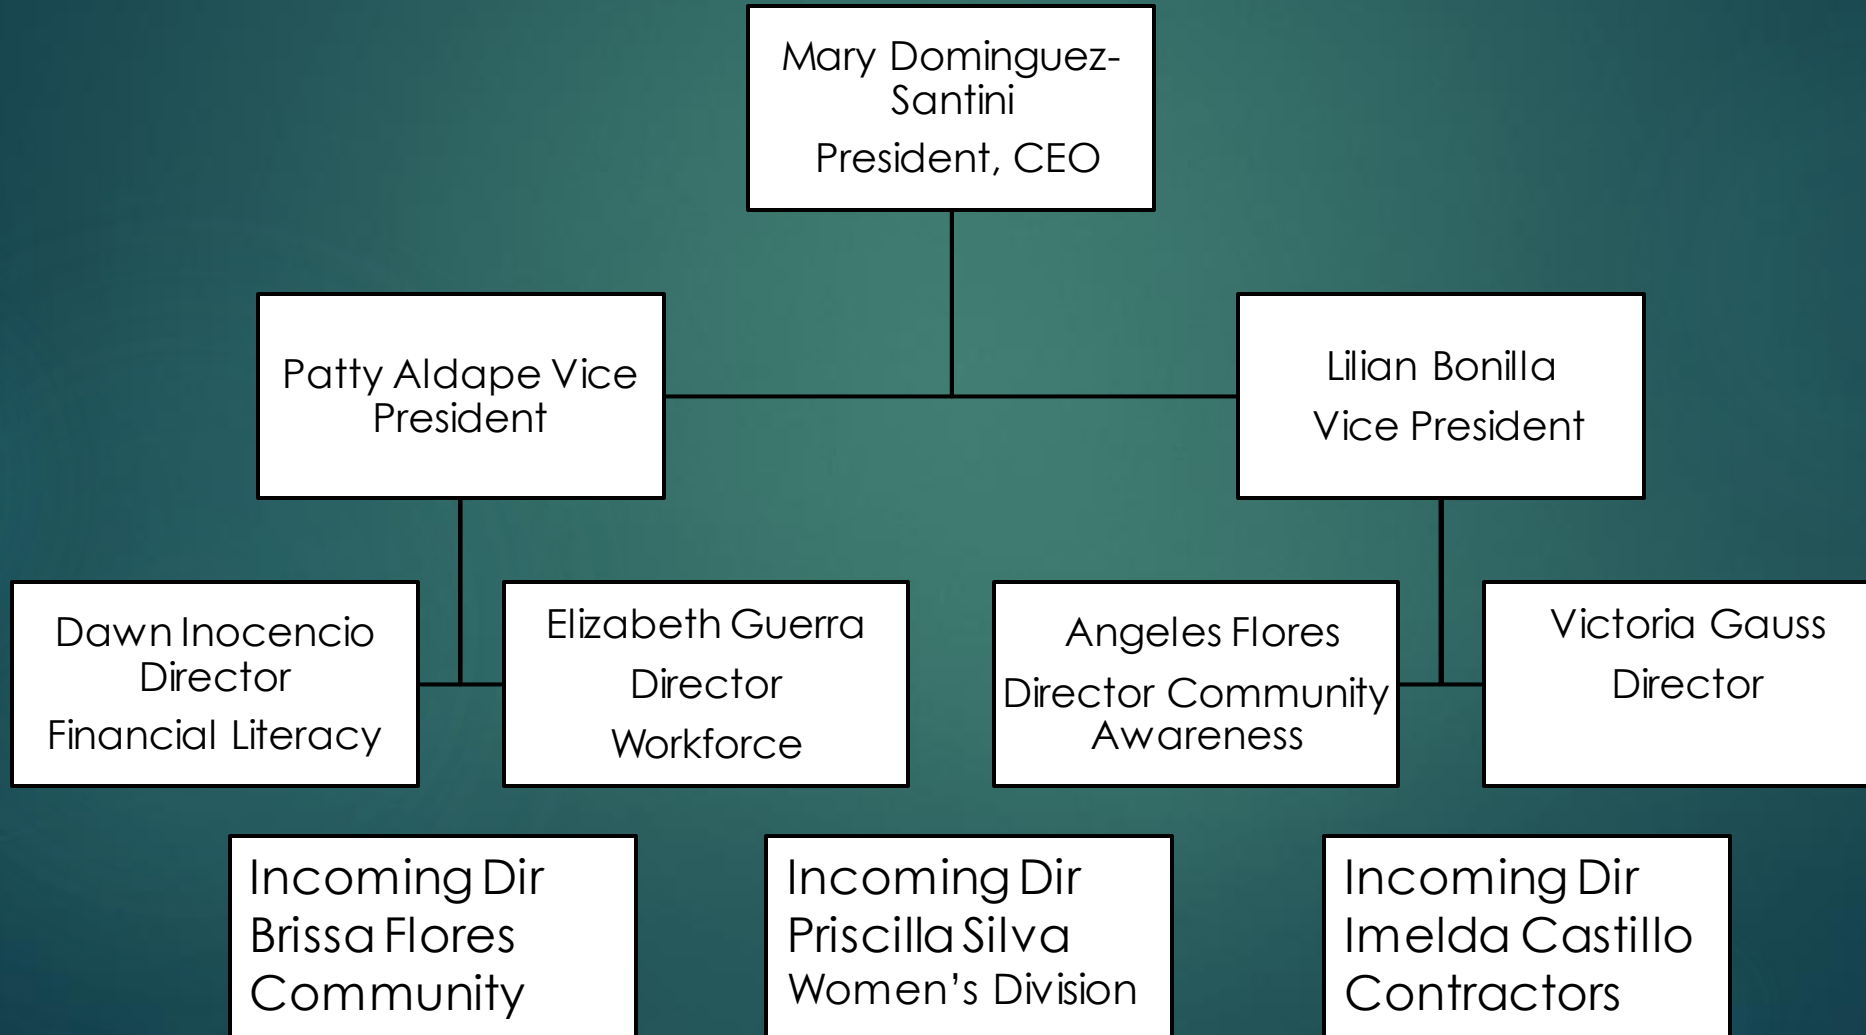 Mary Dominguez-
Santini
President, CEO
Patty Aldape Vice
President
Lilian Bonilla
Vice President
Dawn Inocencio
Director
Financial Literacy
Elizabeth Guerra
Director
Workforce
Angeles Flores
Director Community
Awareness
Victoria Gauss
Director
Incoming Dir
Brissa Flores
Community
Incoming Dir
Priscilla Silva
Women’s Division
Incoming Dir
Imelda Castillo
Contractors